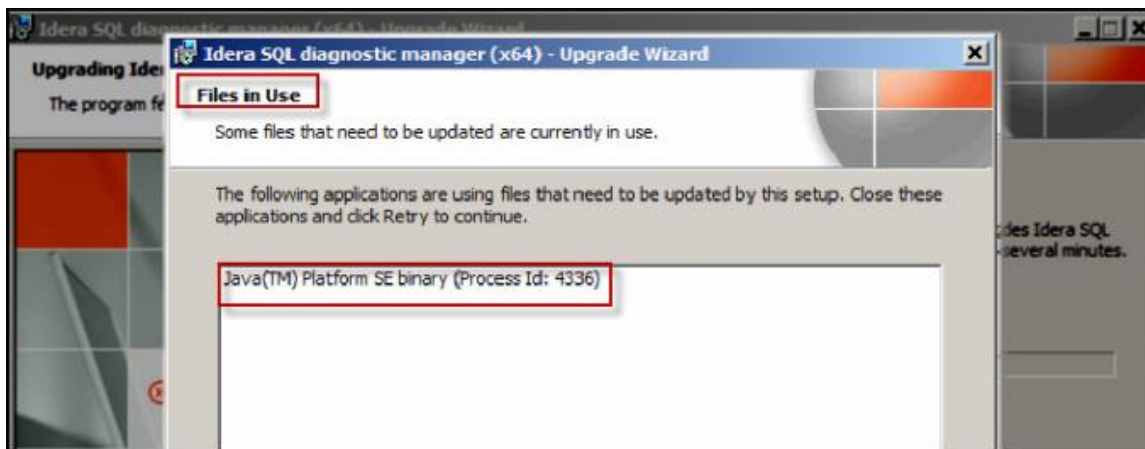 Idera SQL diagnostic manager (x64) - Upgrade Wizard
Upgrading Ider
The program fe
Idera SQL diagnostic manager (x64) - Upgrade Wizard
Files in Use
Some files that need to be updated are currently in use.
The following applications are using files that need to be updated by this setup. Close these
applications and click Retry to continue.
des Idera SQL
several minutes.
Java(TM) Platform SE binary (Process Id: 4336)